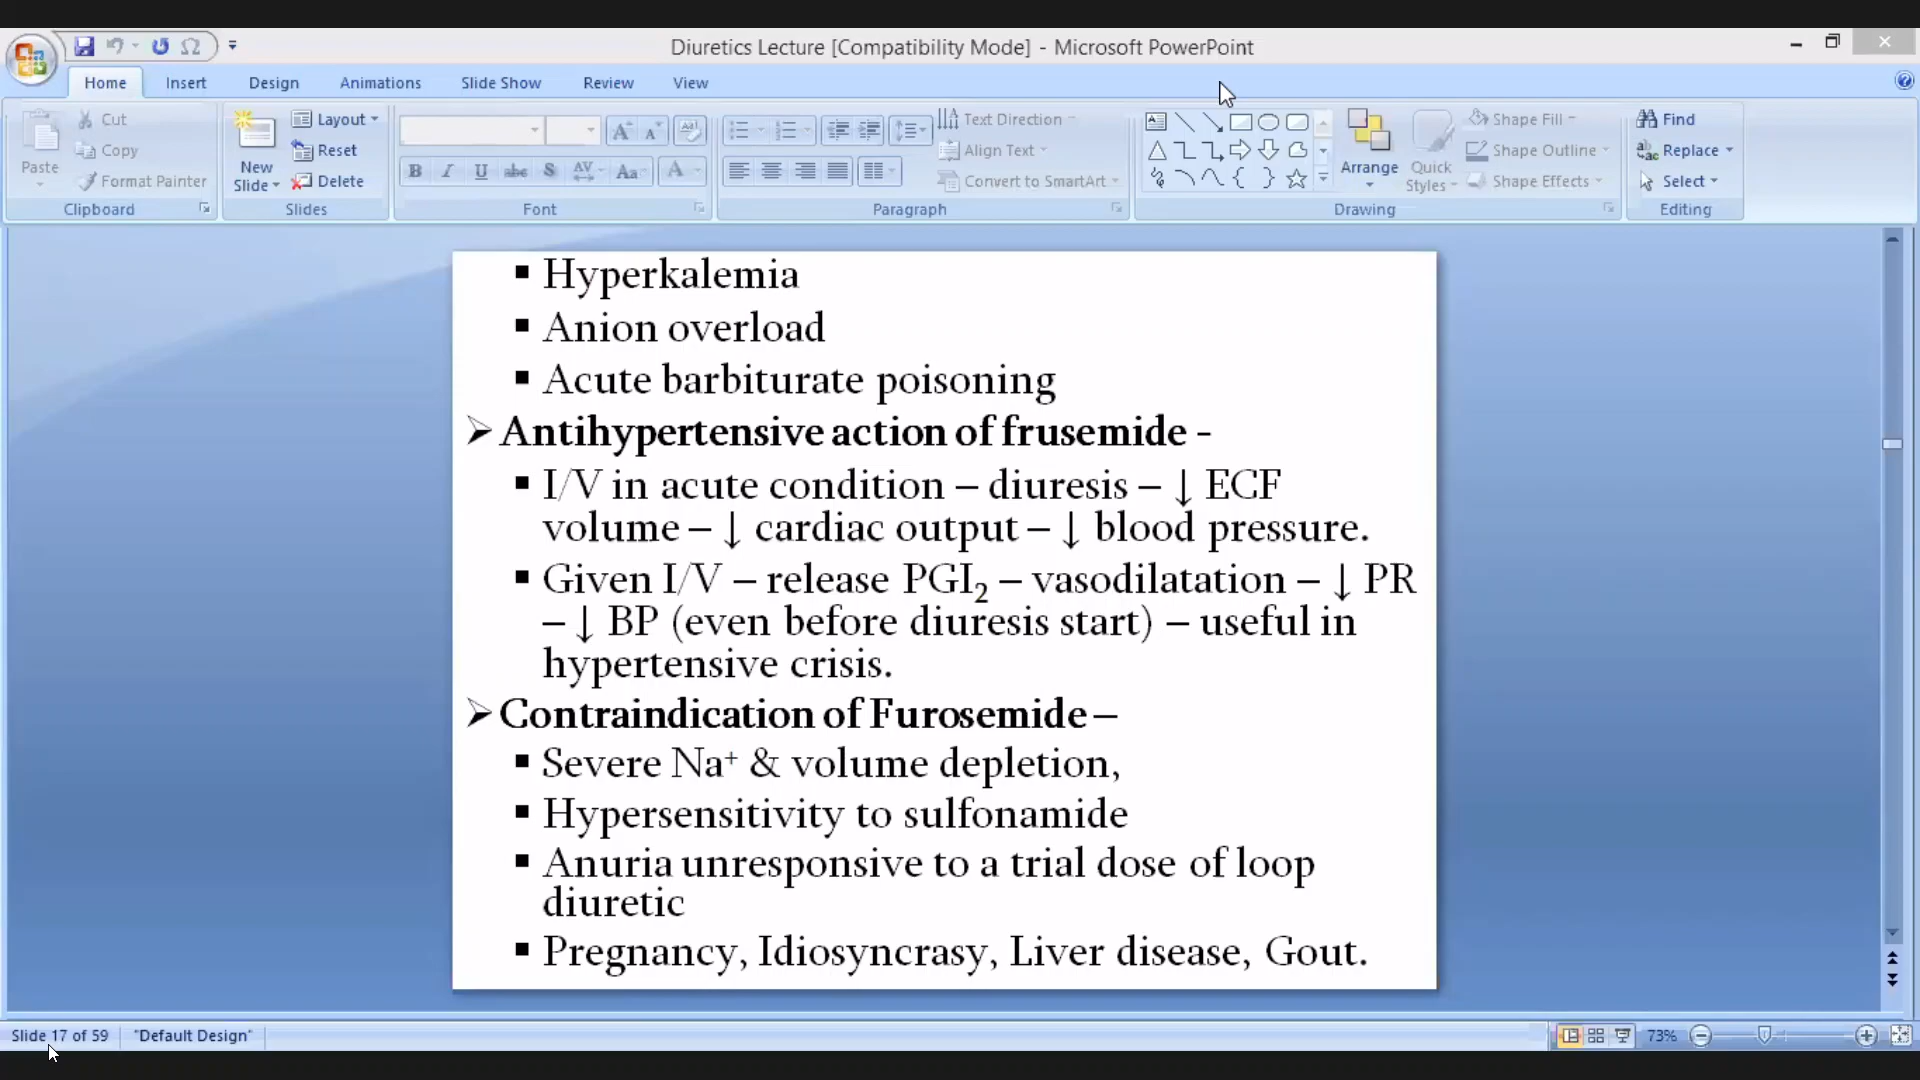 Diuretics Lecture [Compatibility Mode] - Microsoft PowerPoint
Home Insert Design Animations Slide Show Review View
Paste
Cut
Copy
Format Painter
Clipboard
New Slide
Layout
Reset
Delete
Slides
B I U abc S AV Aa A
Font
Text Direction
Align Text
Convert to SmartArt
Paragraph
Arrange
Quick Styles
Shape Fill
Shape Outline
Shape Effects
Drawing
Find
Replace
Select
Editing
▪ Hyperkalemia
▪ Anion overload
▪ Acute barbiturate poisoning
➢ Antihypertensive action of frusemide -
▪ I/V in acute condition – diuresis – ↓ ECF
volume – ↓ cardiac output – ↓ blood pressure.
▪ Given I/V – release PGI₂ – vasodilatation – ↓ PR
– ↓ BP (even before diuresis start) – useful in
hypertensive crisis.
➢ Contraindication of Furosemide –
▪ Severe Na⁺ & volume depletion,
▪ Hypersensitivity to sulfonamide
▪ Anuria unresponsive to a trial dose of loop
diuretic
▪ Pregnancy, Idiosyncrasy, Liver disease, Gout.
Slide 17 of 59 "Default Design" 73%